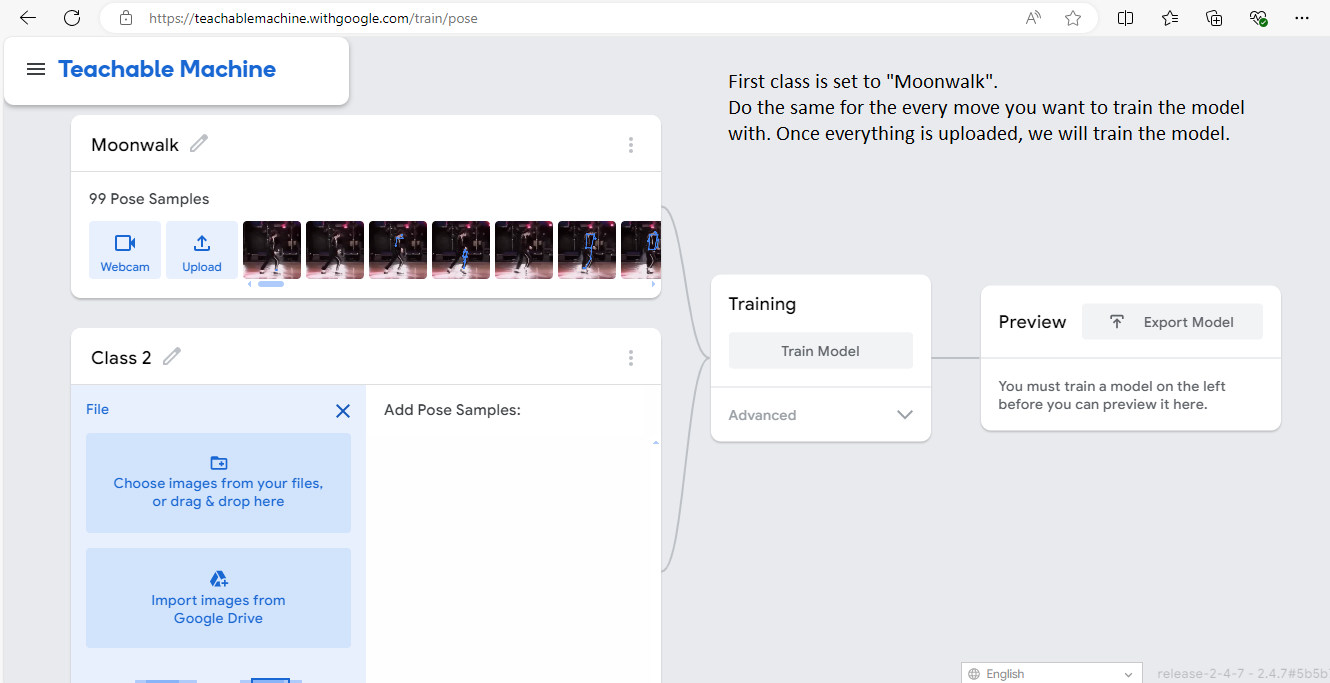 https://teachablemachine.withgoogle.com/train/pose
Teachable Machine
First class is set to "Moonwalk".
Do the same for the every move you want to train the model
with. Once everything is uploaded, we will train the model.
Moonwalk
99 Pose Samples
Webcam
Upload
Class 2
File
Choose images from your files,
or drag & drop here
Import images from
Google Drive
Add Pose Samples:
Training
Train Model
Advanced
Preview
Export Model
You must train a model on the left
before you can preview it here.
English
release-2-4-7 - 2.4.7#5b5b